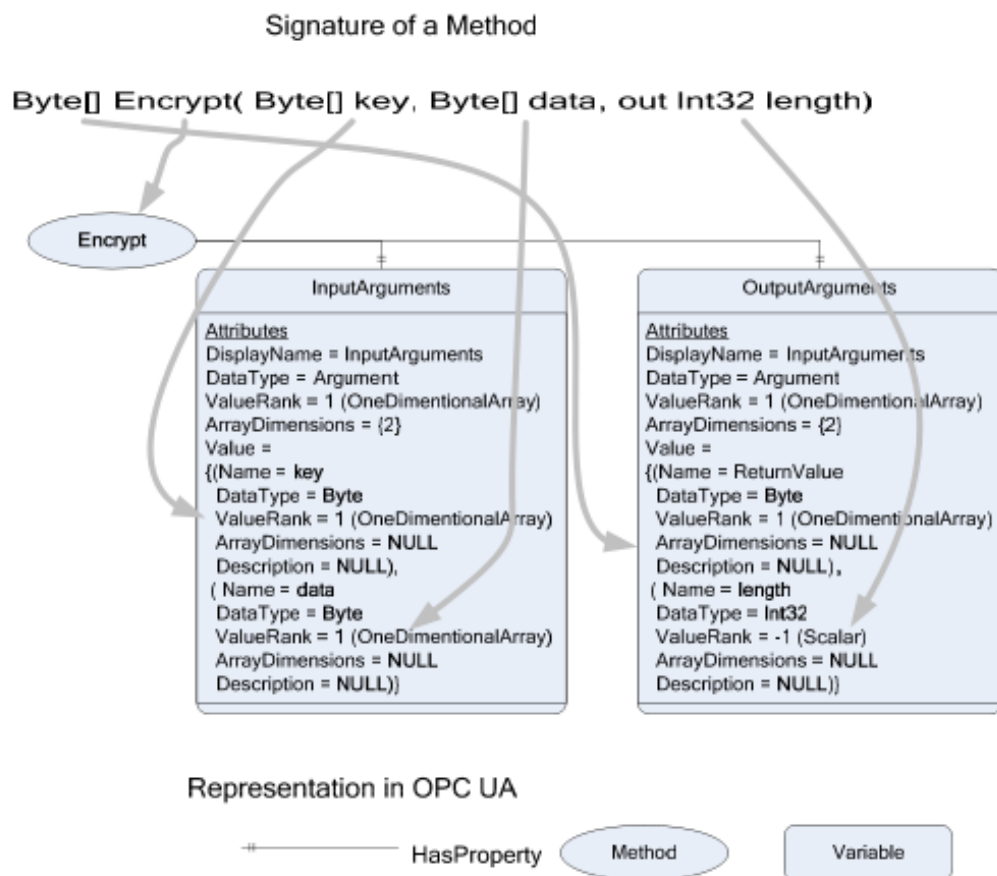 Signature of a Method
Byte[] Encrypt( Byte[] key, Byte[] data, out Int32 length)
Encrypt
InputArguments
Attributes
DisplayName = InputArguments
DataType = Argument
ValueRank = 1 (OneDimentionalArray)
ArrayDimensions = {2}
Value =
{(Name = key
DataType = Byte
ValueRank = 1 (OneDimentionalArray)
ArrayDimensions = NULL
Description = NULL),
( Name = data
DataType = Byte
ValueRank = 1 (OneDimentionalArray)
ArrayDimensions = NULL
Description = NULL)}
OutputArguments
Attributes
DisplayName = InputArguments
DataType = Argument
ValueRank = 1 (OneDimentionalArray)
ArrayDimensions = {2}
Value =
{(Name = ReturnValue
DataType = Byte
ValueRank = 1 (OneDimentionalArray)
ArrayDimensions = NULL
Description = NULL),
( Name = length
DataType = Int32
ValueRank = -1 (Scalar)
ArrayDimensions = NULL
Description = NULL)}
Representation in OPC UA
HasProperty
Method
Variable